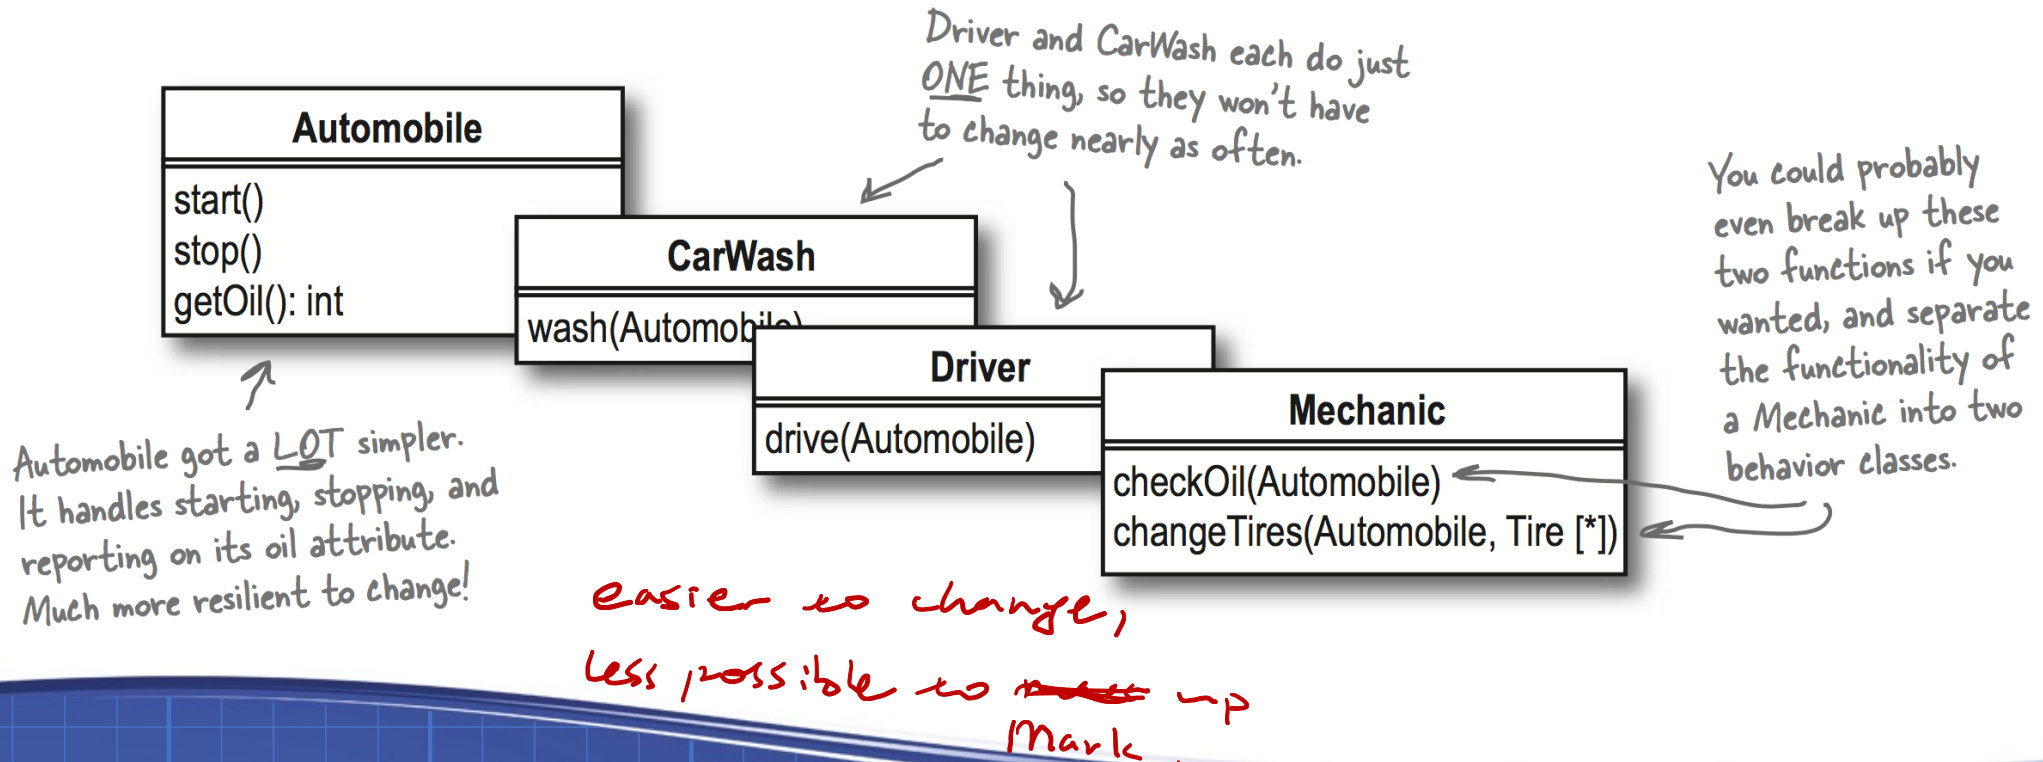 Driver and CarWash each do just
ONE thing, so they won't have
to change nearly as often.
Automobile
start()
stop()
getOil(): int
CarWash
wash(Automobile)
Driver
drive(Automobile)
Mechanic
checkOil(Automobile)
changeTires(Automobile, Tire [*])
You could probably
even break up these
two functions if you
wanted, and separate
the functionality of
a Mechanic into two
behavior classes.
Automobile got a LOT simpler.
It handles starting, stopping, and
reporting on its oil attribute.
Much more resilient to change!
easier to change,
less possible to up
Mark